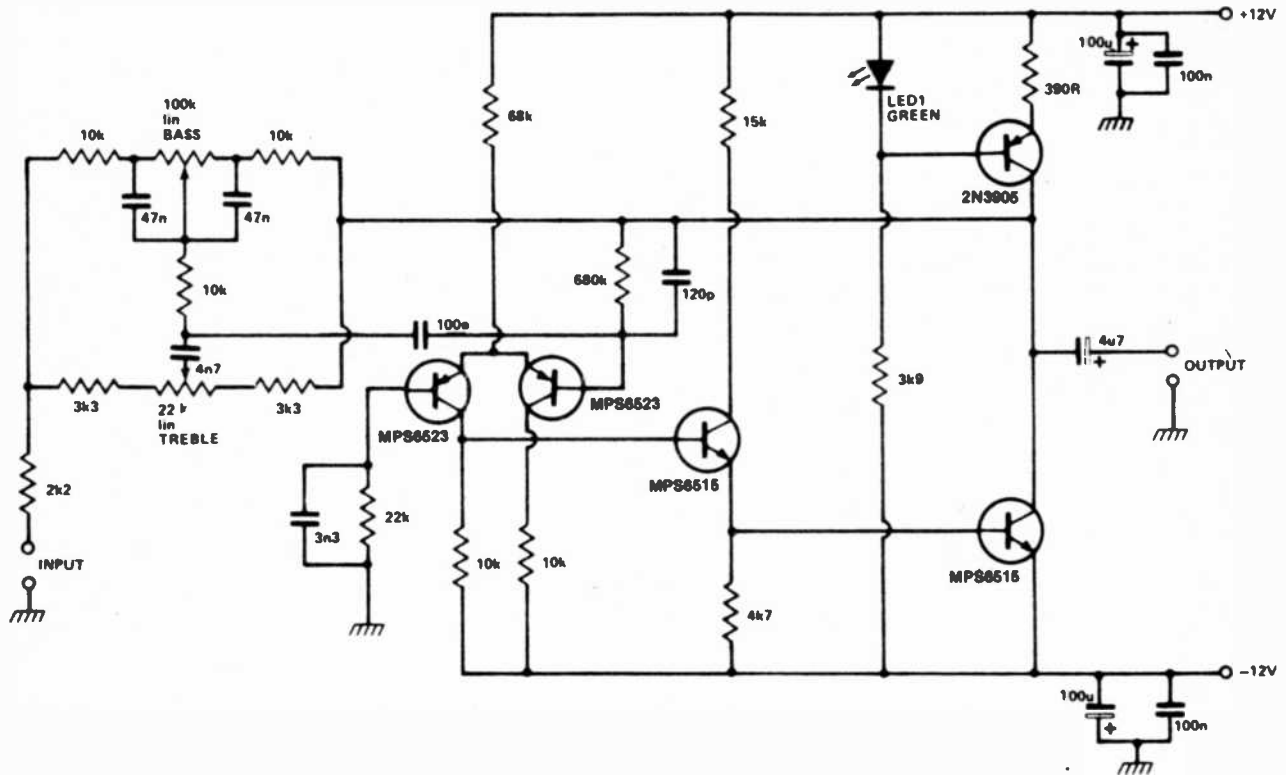 +12V
100u
+
100n
390R
LED1
GREEN
68k
15k
100k
lin
BASS
10k
10k
47n
47n
2N3905
10k
680k
120p
4n7
4u7
+
OUTPUT
3k9
3k3
lin
TREBLE
3k3
MPS6523
MPS6523
MPS6515
2k2
3n3
22k
INPUT
10k
10k
MPS6515
4k7
-12V
100u
+
100n